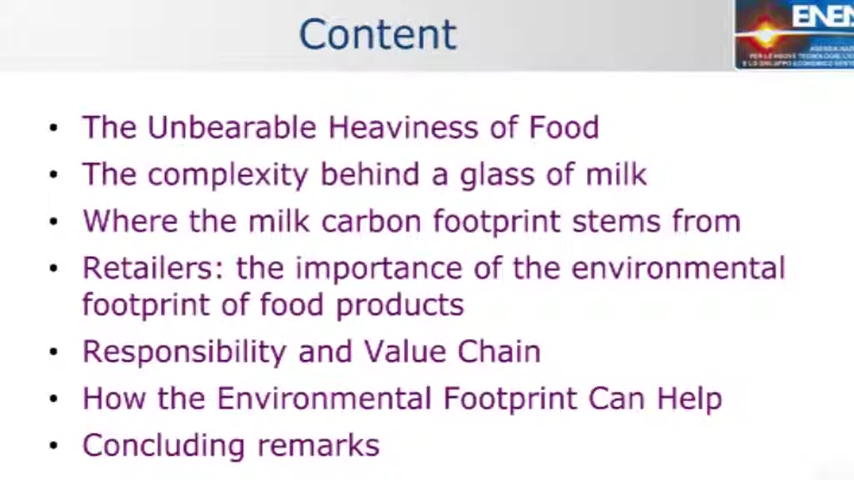 Content
The Unbearable Heaviness of Food
The complexity behind a glass of milk
Where the milk carbon footprint stems from
Retailers: the importance of the environmental
footprint of food products
Responsibility and Value Chain
How the Environmental Footprint Can Help
Concluding remarks